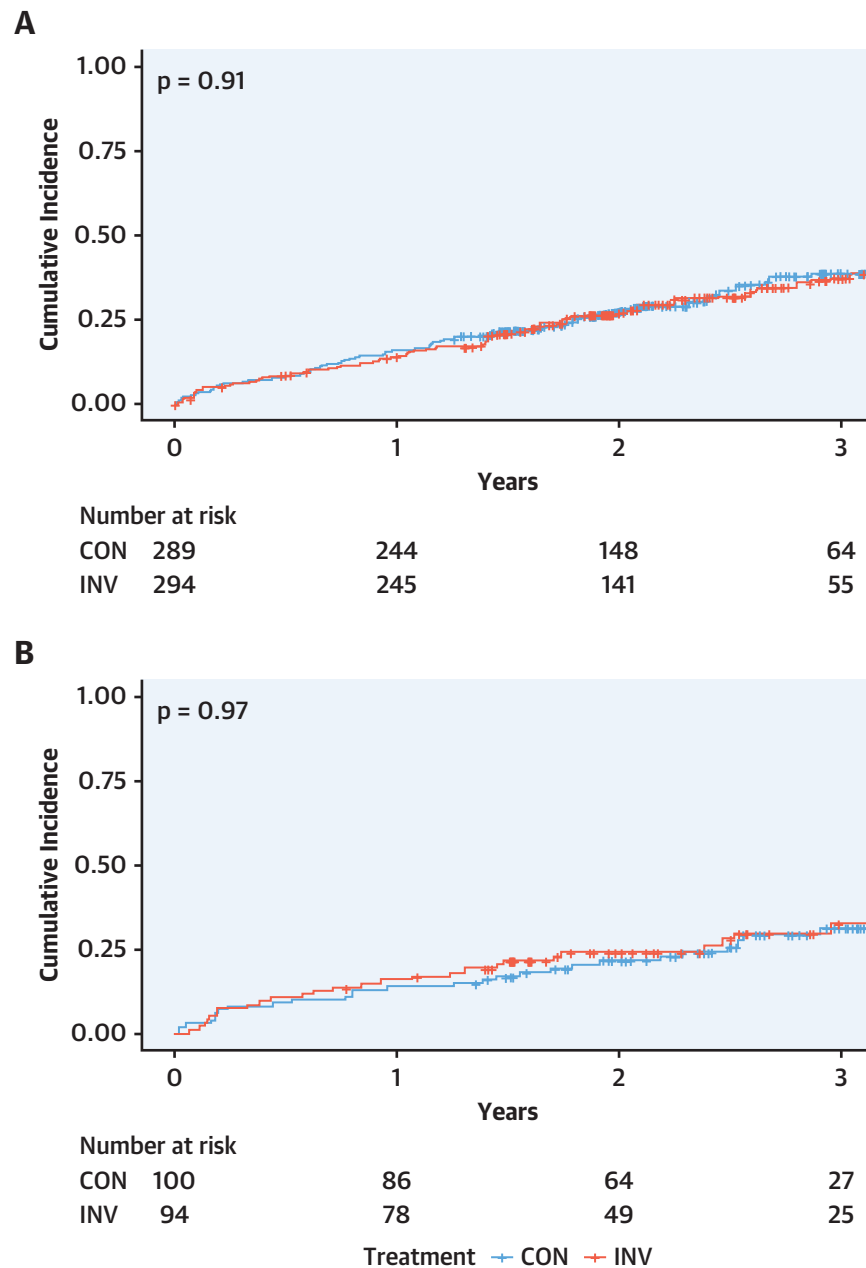 A
1.00
p = 0.91
0.75
0.50
0.25
0.00
Cumulative Incidence
0 1 2 3
Years
Number at risk
CON 289 244 148 64
INV 294 245 141 55
B
1.00
p = 0.97
0.75
0.50
0.25
0.00
Cumulative Incidence
0 1 2 3
Years
Number at risk
CON 100 86 64 27
INV 94 78 49 25
Treatment CON INV